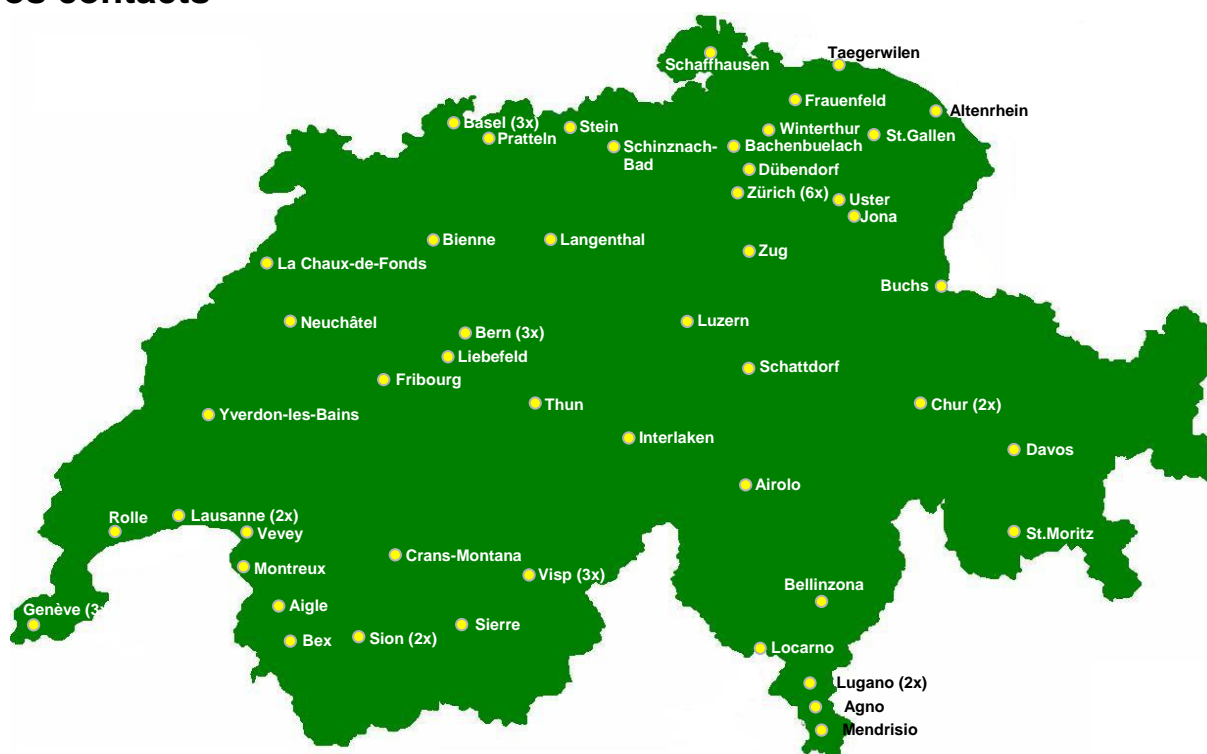 contacts
Taegerwilen
Schaffhausen
Frauenfeld
Altenrhein
Basel (3x)
Stein
Winterthur
St.Gallen
Pratteln
Schinznach-
Bad
Bachenbuelach
Dübendorf
Zürich (6x)
Uster
Jona
Bienne
Langenthal
Zug
La Chaux-de-Fonds
Buchs
Neuchâtel
Luzern
Bern (3x)
Liebefeld
Schattdorf
Fribourg
Thun
Chur (2x)
Yverdon-les-Bains
Interlaken
Davos
Airolo
Rolle
Lausanne (2x)
Vevey
St.Moritz
Crans-Montana
Montreux
Visp (3x)
Bellinzona
Genève (3x
Aigle
Sierre
Bex
Sion (2x)
Locarno
Lugano (2x)
Agno
Mendrisio